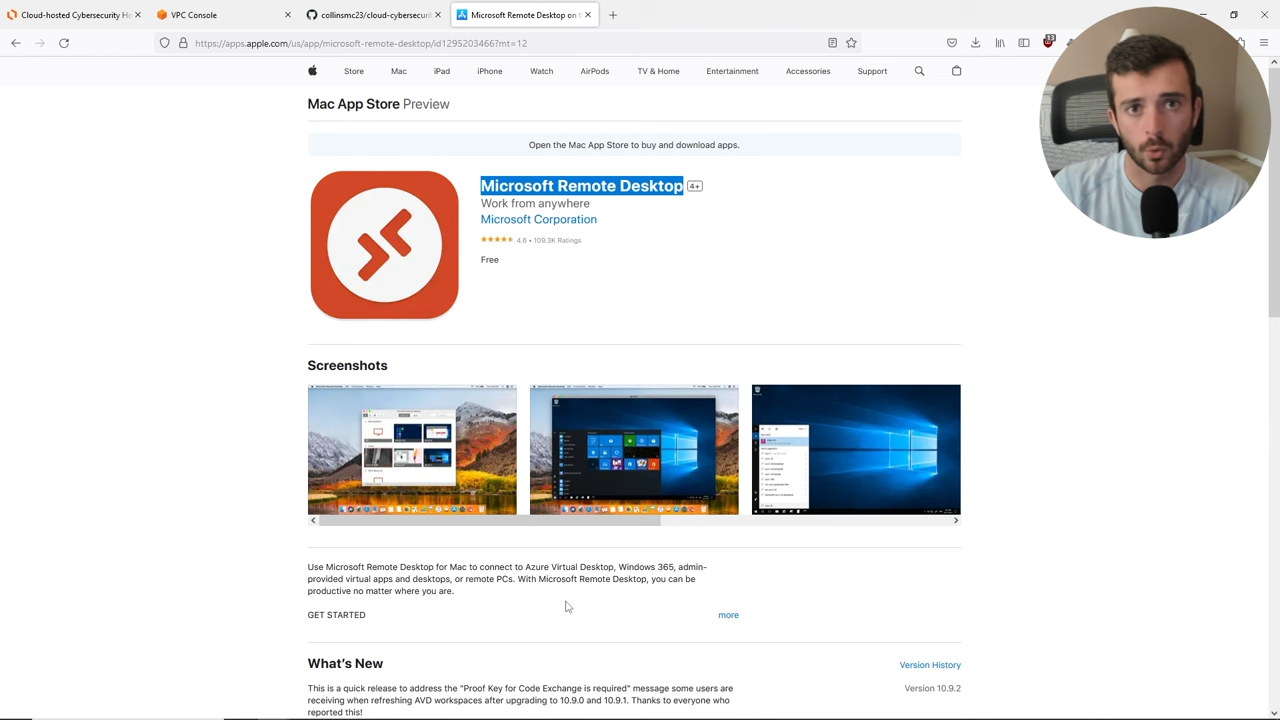 Cloud-hosted Cybersecurity Ho
VPC Console
collinsmc23/cloud-cybersecurity
Microsoft Remote Desktop on t
https://apps.apple.com/us/app/microsoft-remote-desktop/id1295203466?mt=12
13
Store
Mac
iPad
iPhone
Watch
AirPods
TV & Home
Entertainment
Accessories
Support
Mac App Store Preview
Open the Mac App Store to buy and download apps.
Microsoft Remote Desktop 4+
Work from anywhere
Microsoft Corporation
4.6 • 109.3K Ratings
Free
Screenshots
Use Microsoft Remote Desktop for Mac to connect to Azure Virtual Desktop, Windows 365, admin-
provided virtual apps and desktops, or remote PCs. With Microsoft Remote Desktop, you can be
productive no matter where you are.
GET STARTED
more
What's New
Version History
This is a quick release to address the "Proof Key for Code Exchange is required" message some users are
Version 10.9.2
receiving when refreshing AVD workspaces after upgrading to 10.9.0 and 10.9.1. Thanks to everyone who
reported this!